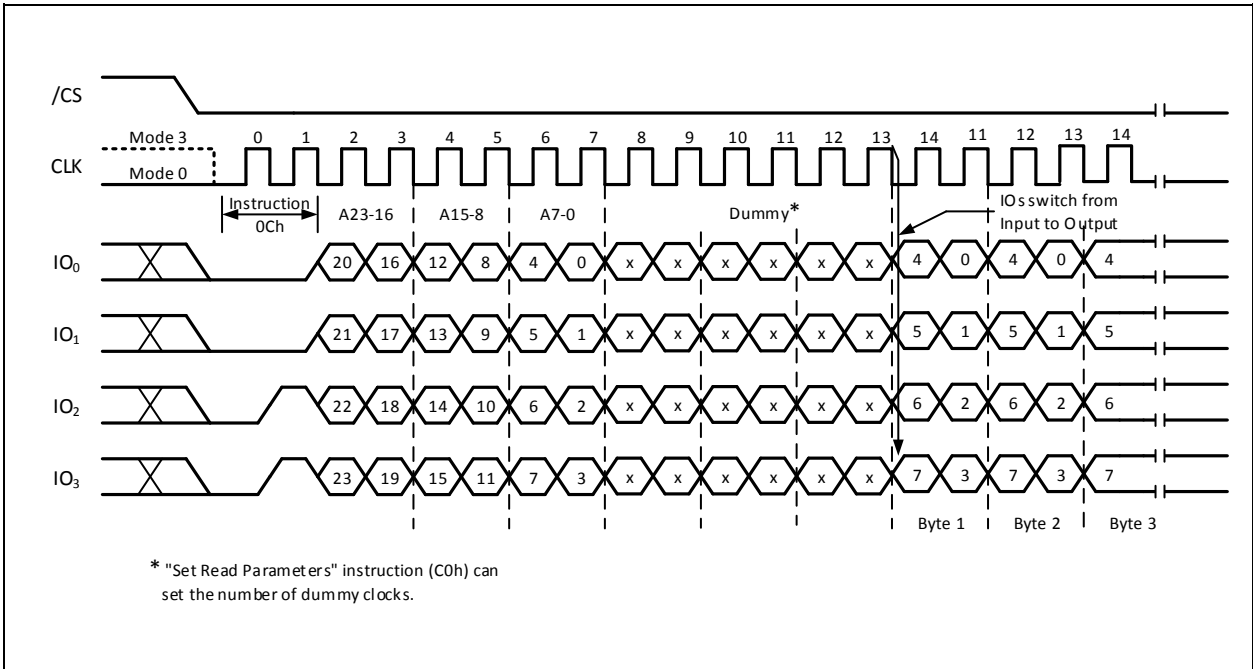 /CS
Mode 3 0 1 2 3 4 5 6 7 8 9 10 11 12 13 14 11 12 13 14
CLK
Mode 0
Instruction A23-16 A15-8 A7-0 Dummy* IOs switch from
0Ch Input to Output
IO0 20 16 12 8 4 0 x x x x x x 4 0 4 0 4
IO1 21 17 13 9 5 1 x x x x x x 5 1 5 1 5
IO2 22 18 14 10 6 2 x x x x x x 6 2 6 2 6
IO3 23 19 15 11 7 3 x x x x x x 7 3 7 3 7
Byte 1 Byte 2 Byte 3
* "Set Read Parameters" instruction (C0h) can
set the number of dummy clocks.